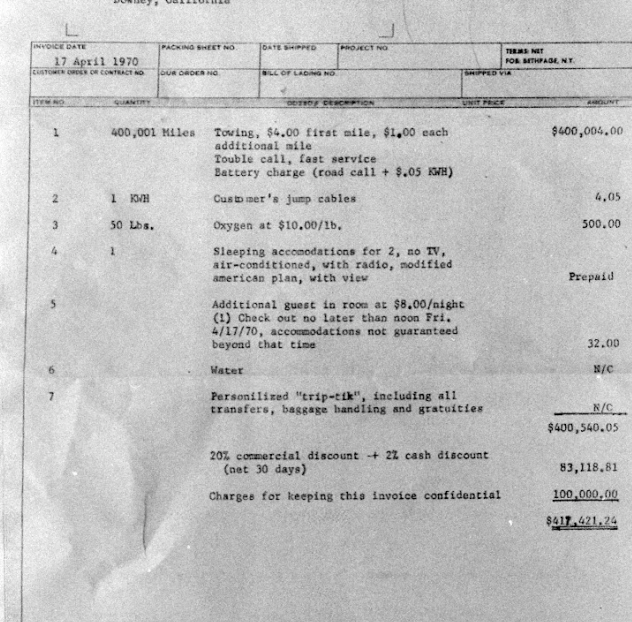 Downey, California
INVOICE DATE PACKING SHEET NO. DATE SHIPPED PROJECT NO. TERMS: NET
17 April 1970 FOB: BETHPAGE, N.Y.
CUSTOMER ORDER OR CONTRACT NO. OUR ORDER NO. BILL OF LADING NO. SHIPPED VIA
ITEM NO. QUANTITY DESCRIPTION UNIT PRICE AMOUNT
1 400,001 Miles Towing, $4.00 first mile, $1.00 each $400,004.00
additional mile
Touble call, fast service
Battery charge (road call + $.05 KWH)
2 1 KWH Customer's jump cables 4.05
3 50 Lbs. Oxygen at $10.00/lb. 500.00
4 1 Sleeping accomodations for 2, no TV,
air-conditioned, with radio, modified
american plan, with view Prepaid
5 Additional guest in room at $8.00/night
(1) Check out no later than noon Fri.
4/17/70, accommodations not guaranteed
beyond that time 32.00
6 Water N/C
7 Personilized "trip-tik", including all
transfers, baggage handling and gratuities N/C
$400,540.05
20% commercial discount -+ 2% cash discount
(net 30 days) 83,118.81
Charges for keeping this invoice confidential 100,000.00
$417,421.24